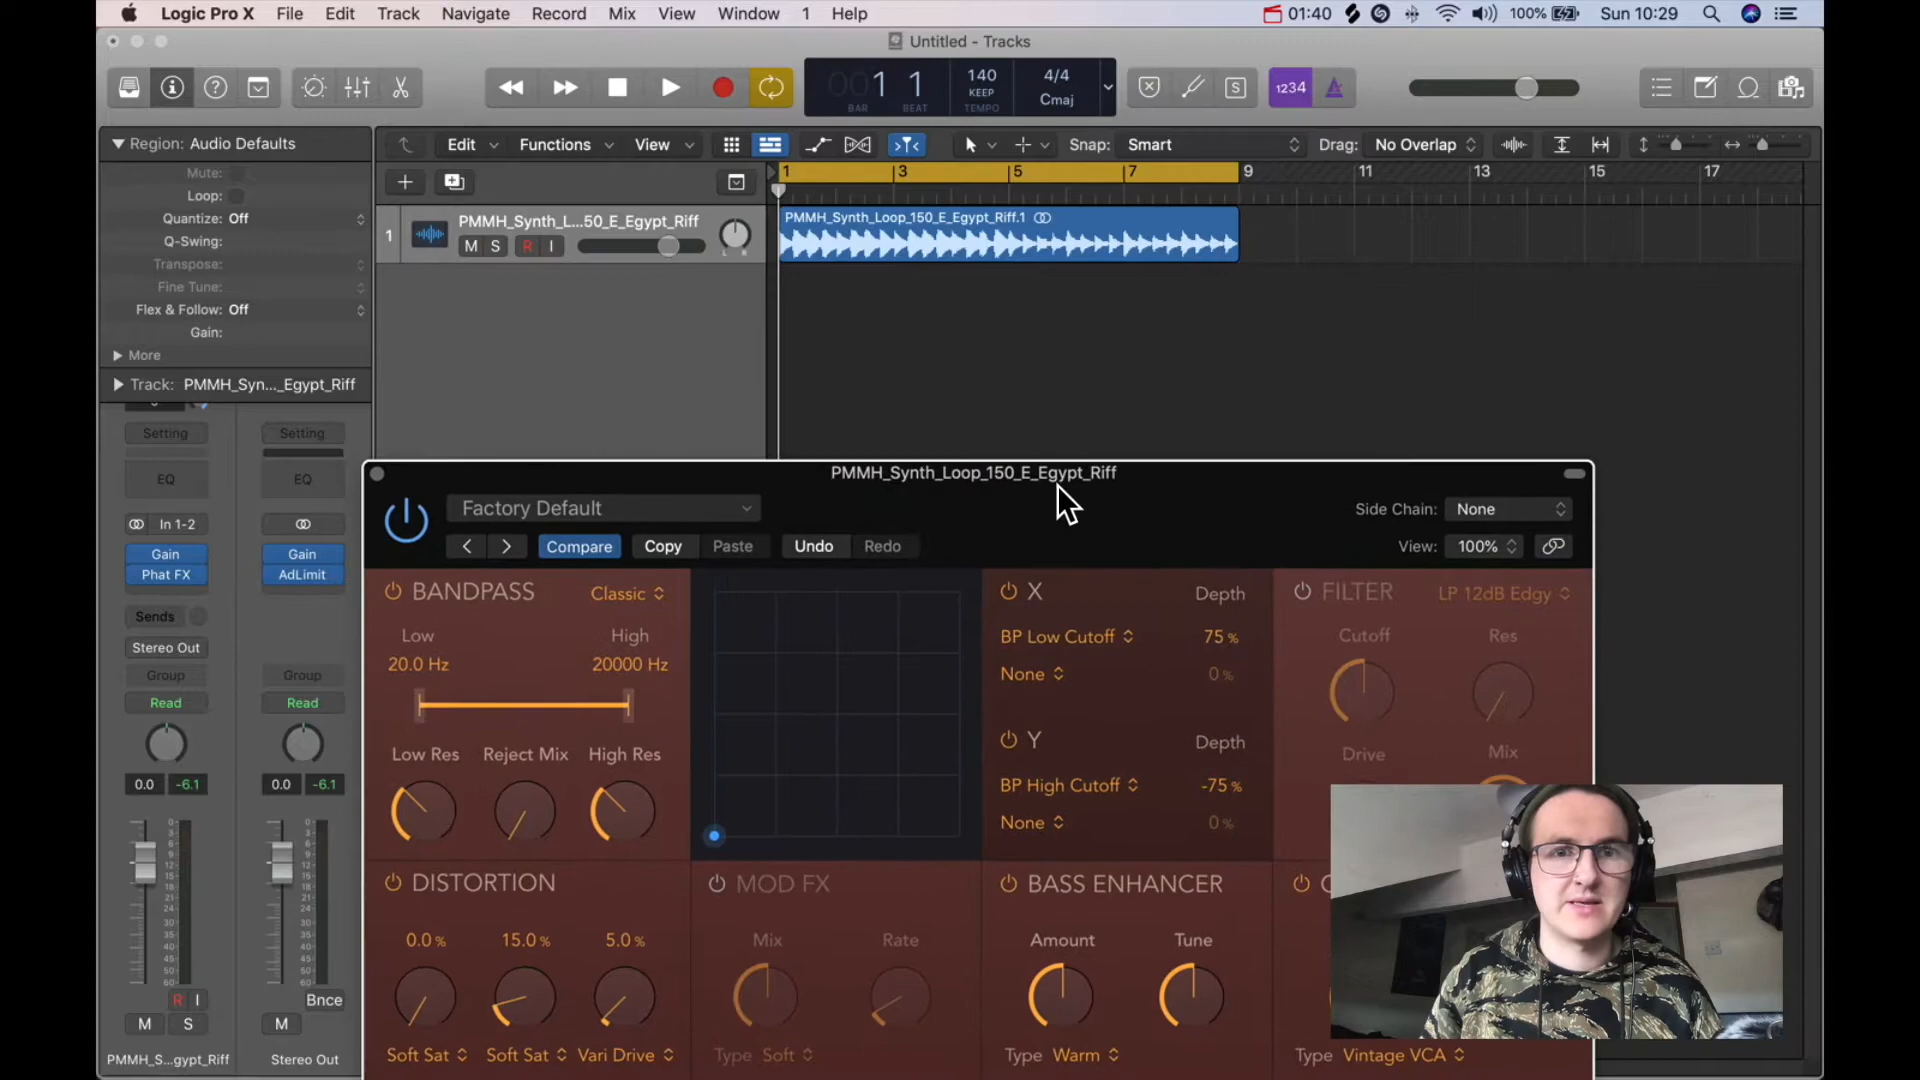 Logic Pro X File Edit Track Navigate Record Mix View Window 1 Help 01:40 100% Sun 10:29
Untitled - Tracks
1 1 140 4/4
KEEP Cmaj
BAR BEAT TEMPO
S 1234
Region: Audio Defaults
Edit Functions View Snap: Smart Drag: No Overlap
Mute:
Loop:
Quantize: Off
Q-Swing:
Transpose:
Fine Tune:
Flex & Follow: Off
Gain:
More
Track: PMMH_Syn..._Egypt_Riff
1 3 5 7 9 11 13 15 17
1 PMMH_Synth_L...50_E_Egypt_Riff
M S R I
L R
PMMH_Synth_Loop_150_E_Egypt_Riff.1
Setting Setting
EQ EQ
In 1-2
Gain Gain
Phat FX AdLimit
Sends
Stereo Out
Group Group
Read Read
0.0 -6.1 0.0 -6.1
R I Bnce
M S M
PMMH_S...gypt_Riff Stereo Out
PMMH_Synth_Loop_150_E_Egypt_Riff
Factory Default
Side Chain: None
Compare Copy Paste Undo Redo
View: 100%
BANDPASS Classic
Low High
20.0 Hz 20000 Hz
Low Res Reject Mix High Res
X Depth
BP Low Cutoff 75 %
None 0 %
Y Depth
BP High Cutoff -75 %
None 0 %
FILTER LP 12dB Edgy
Cutoff Res
Drive Mix
DISTORTION
0.0 % 15.0 % 5.0 %
Soft Sat Soft Sat Vari Drive
MOD FX
Mix Rate
Type Soft
BASS ENHANCER
Amount Tune
Type Warm
Type Vintage VCA